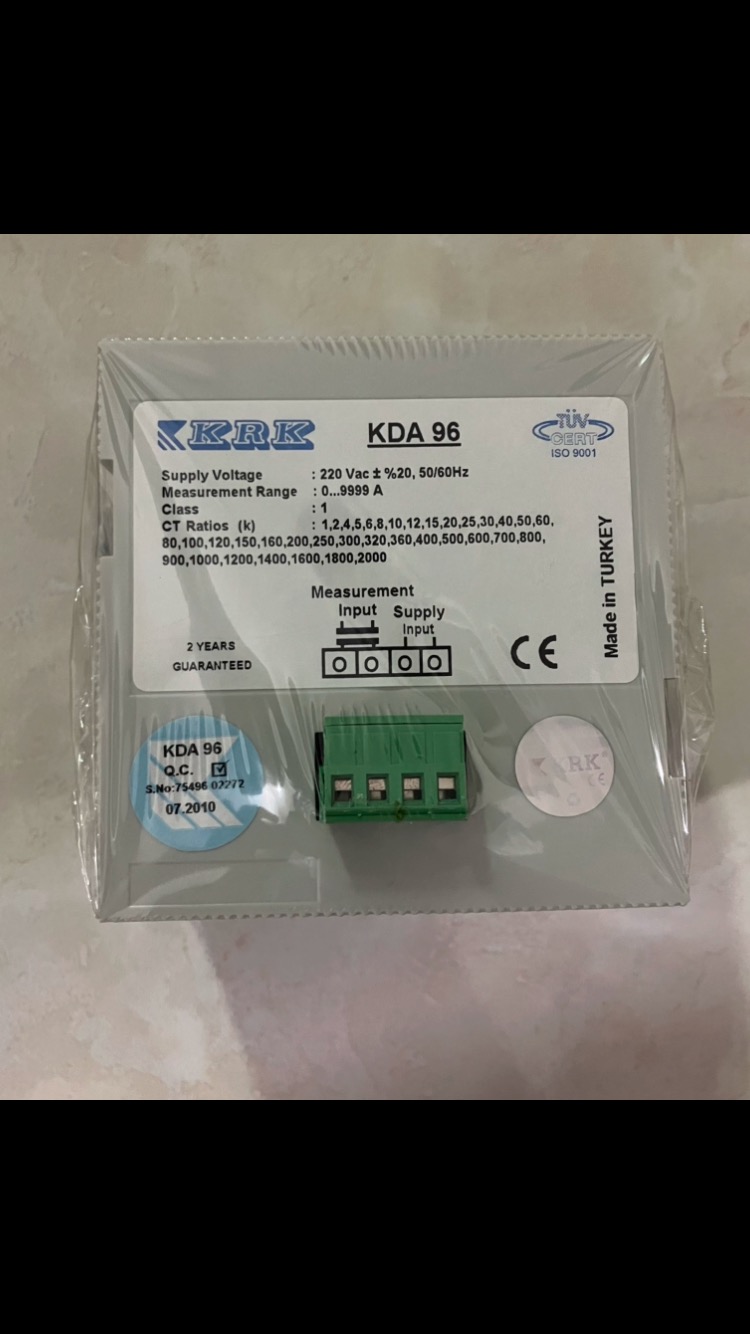 KRK
KDA 96
TÜV
CERT
ISO 9001
Supply Voltage : 220 Vac ± %20, 50/60Hz
Measurement Range : 0...9999 A
Class : 1
CT Ratios (k) : 1,2,4,5,6,8,10,12,15,20,25,30,40,50,60,
80,100,120,150,160,200,250,300,320,360,400,500,600,700,800,
900,1000,1200,1400,1600,1800,2000
Measurement
Input
Supply
Input
2 YEARS
GUARANTEED
CE
Made in TURKEY
KDA 96
Q.C. ☑
S.No:75496 02272
07.2010
KRK
CE